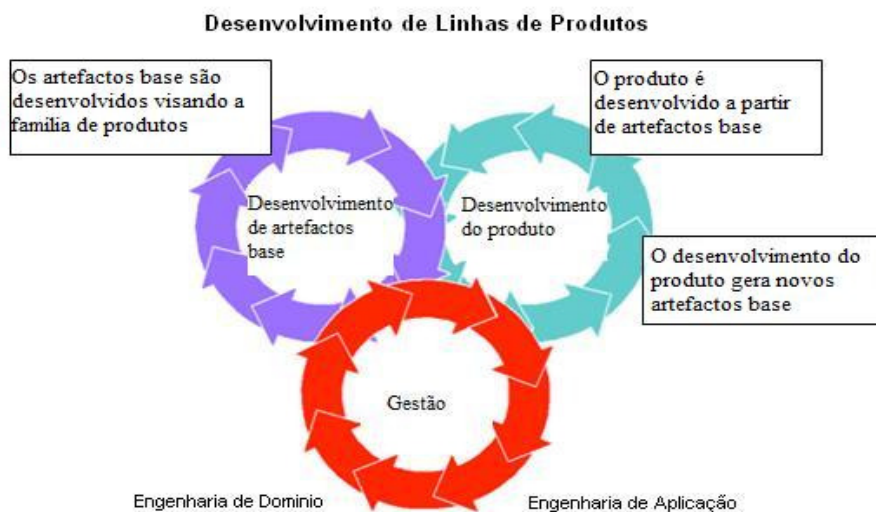 Desenvolvimento de Linhas de Produtos
Os artefactos base são
desenvolvidos visando a
familia de produtos
O produto é
desenvolvido a partir
de artefactos base
Desenvolvimento
de artefactos
base
Desenvolvimento
do produto
O desenvolvimento do
produto gera novos
artefactos base
Gestão
Engenharia de Dominio
Engenharia de Aplicação